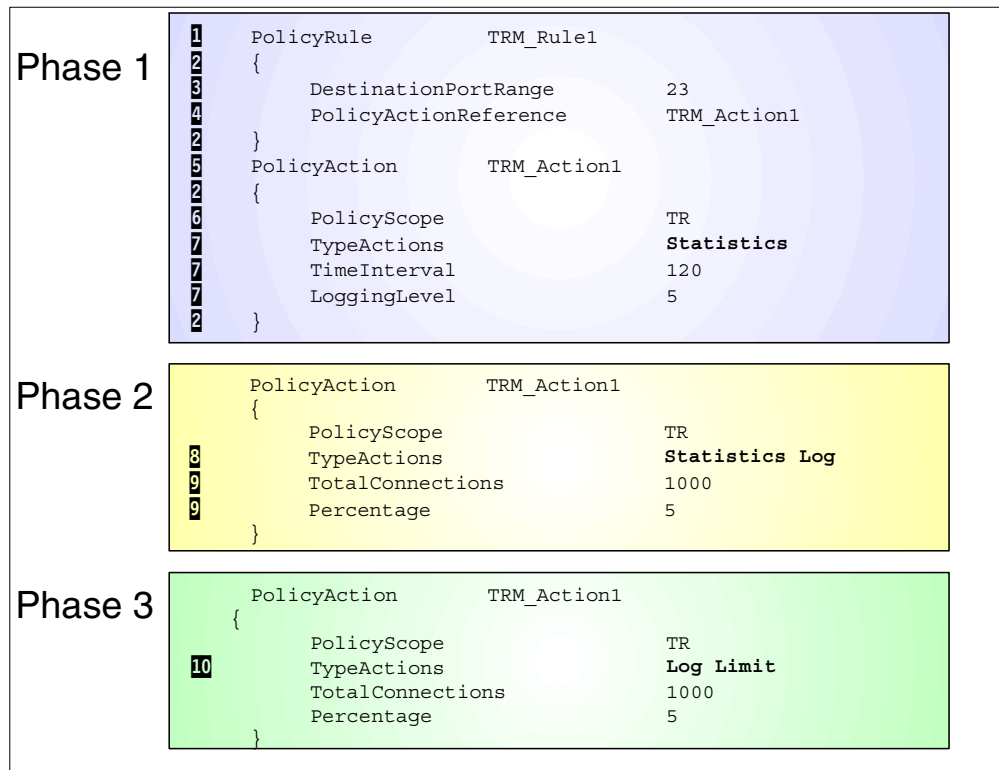 Phase 1
1 PolicyRule TRM_Rule1
2 {
3 DestinationPortRange 23
4 PolicyActionReference TRM_Action1
2 }
5 PolicyAction TRM_Action1
2 {
6 PolicyScope TR
7 TypeActions Statistics
7 TimeInterval 120
7 LoggingLevel 5
2 }
Phase 2
PolicyAction TRM_Action1
{
PolicyScope TR
8 TypeActions Statistics Log
9 TotalConnections 1000
9 Percentage 5
}
Phase 3
PolicyAction TRM_Action1
{
PolicyScope TR
10 TypeActions Log Limit
TotalConnections 1000
Percentage 5
}